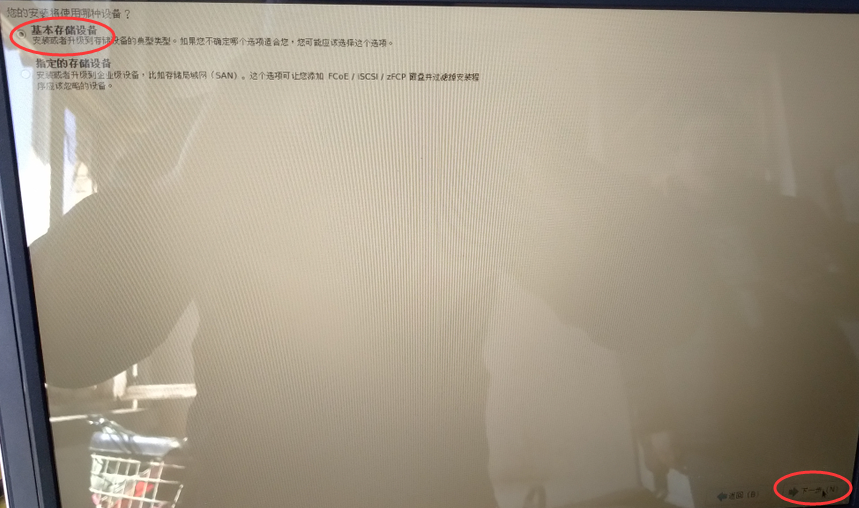 您的安装将使用哪种设备？
基本存储设备
安装或者升级到存储设备的典型类型。如果您不确定哪个选项适合您，您可能应该选择这个选项。
指定的存储设备
安装或者升级到企业级设备，比如存储局域网（SAN）。这个选项可让您添加 FCoE / iSCSI / zFCP 磁盘并过滤掉安装程
序应该忽略的设备。
返回（B）
下一步（N）